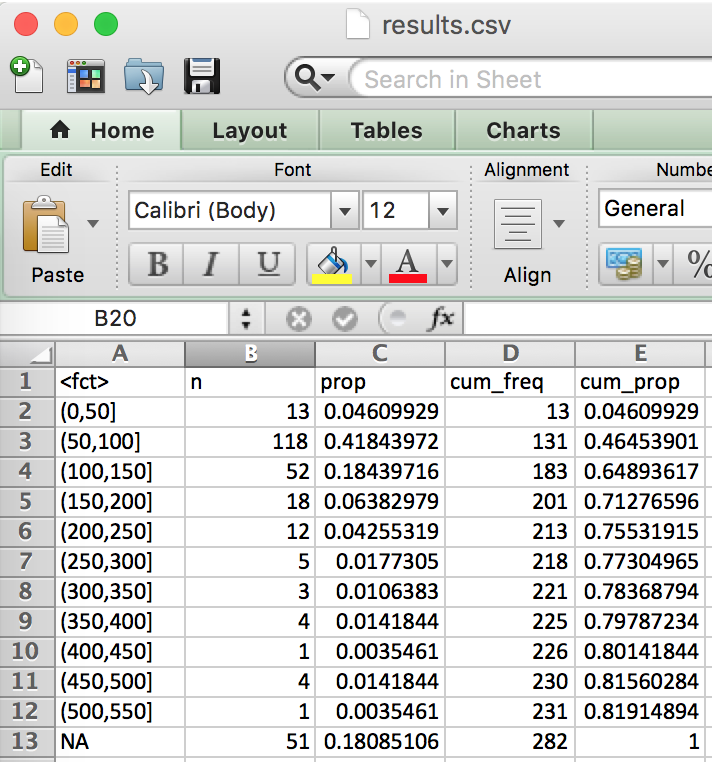 results.csv
Search in Sheet
Home Layout Tables Charts
Edit Font Alignment
Calibri (Body) 12 General
B I U A %
Paste Align
B20 fx
A B C D E
1 <fct> n prop cum_freq cum_prop
2 (0,50] 13 0.04609929 13 0.04609929
3 (50,100] 118 0.41843972 131 0.46453901
4 (100,150] 52 0.18439716 183 0.64893617
5 (150,200] 18 0.06382979 201 0.71276596
6 (200,250] 12 0.04255319 213 0.75531915
7 (250,300] 5 0.0177305 218 0.77304965
8 (300,350] 3 0.0106383 221 0.78368794
9 (350,400] 4 0.0141844 225 0.79787234
10 (400,450] 1 0.0035461 226 0.80141844
11 (450,500] 4 0.0141844 230 0.81560284
12 (500,550] 1 0.0035461 231 0.81914894
13 NA 51 0.18085106 282 1